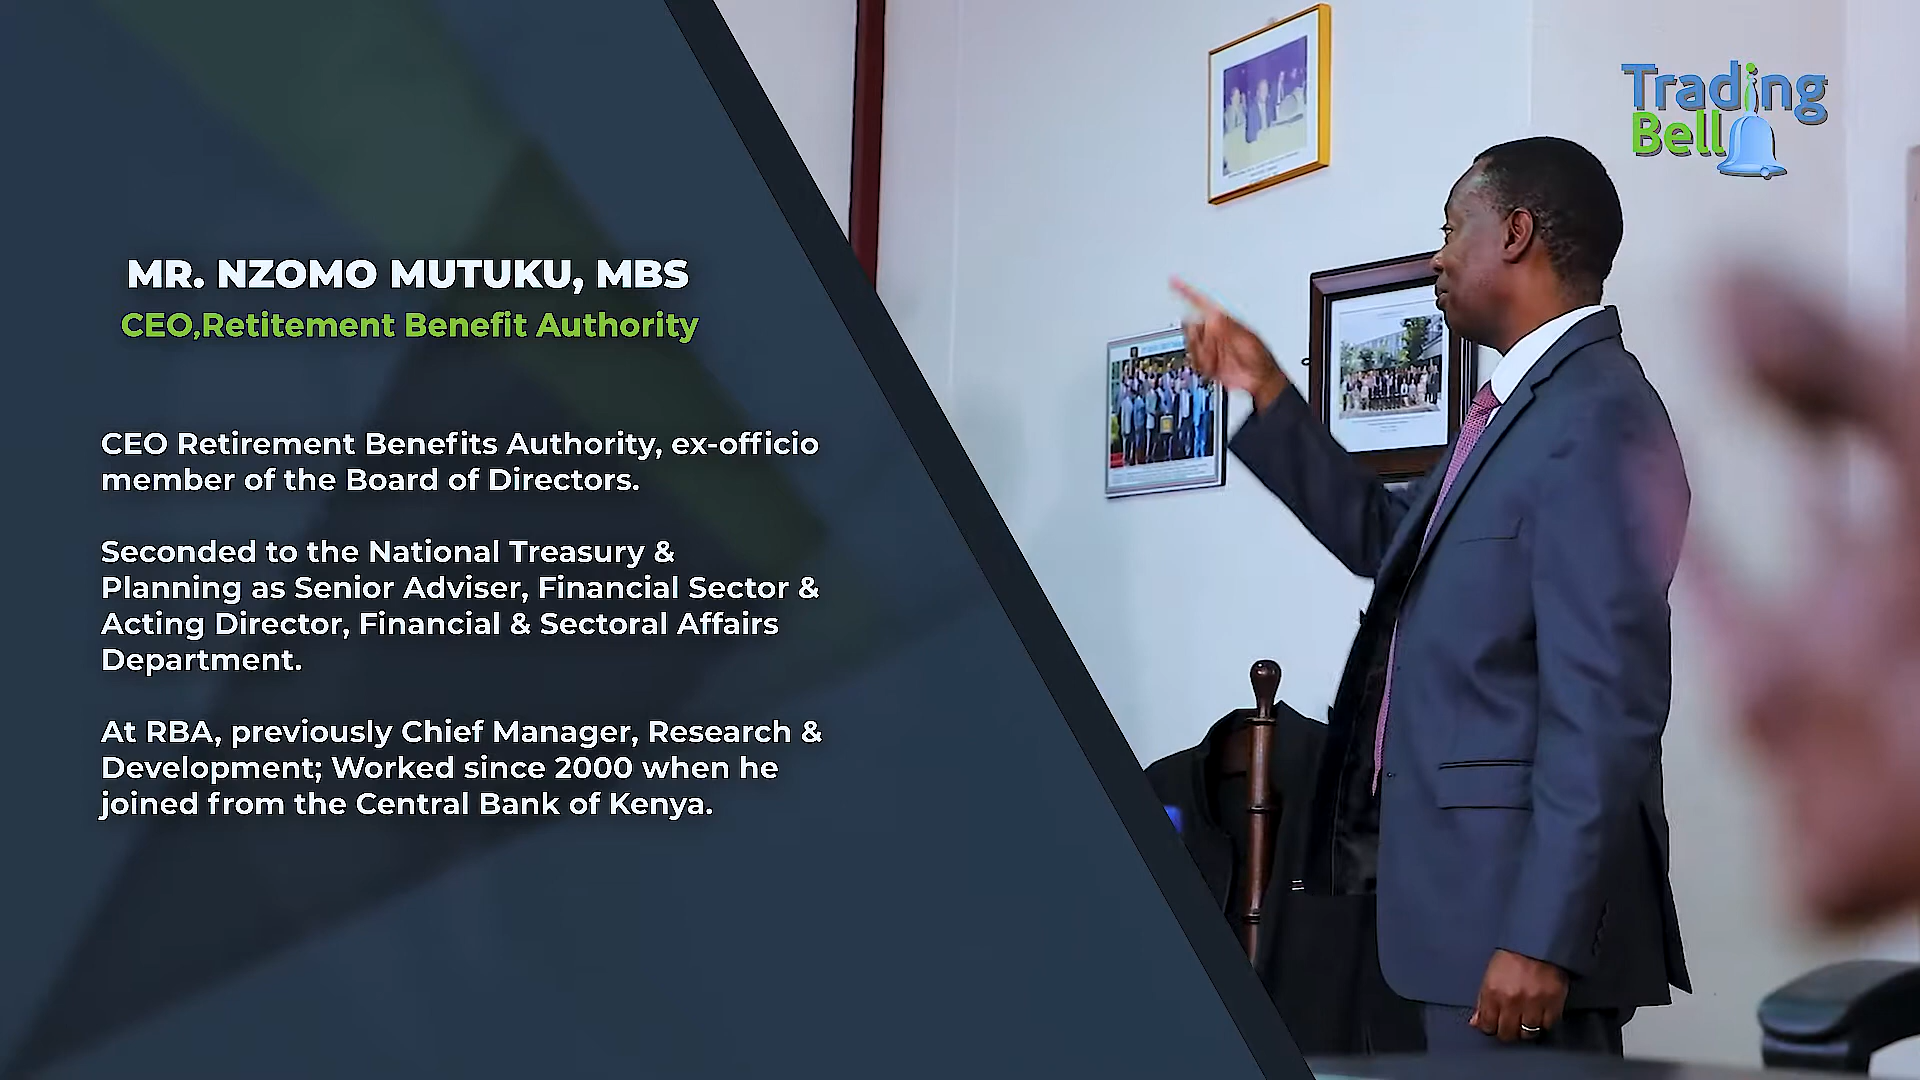 Trading
Bell
MR. NZOMO MUTUKU, MBS
CEO,Retitement Benefit Authority
CEO Retirement Benefits Authority, ex-officio
member of the Board of Directors.
Seconded to the National Treasury &
Planning as Senior Adviser, Financial Sector &
Acting Director, Financial & Sectoral Affairs
Department.
At RBA, previously Chief Manager, Research &
Development; Worked since 2000 when he
joined from the Central Bank of Kenya.